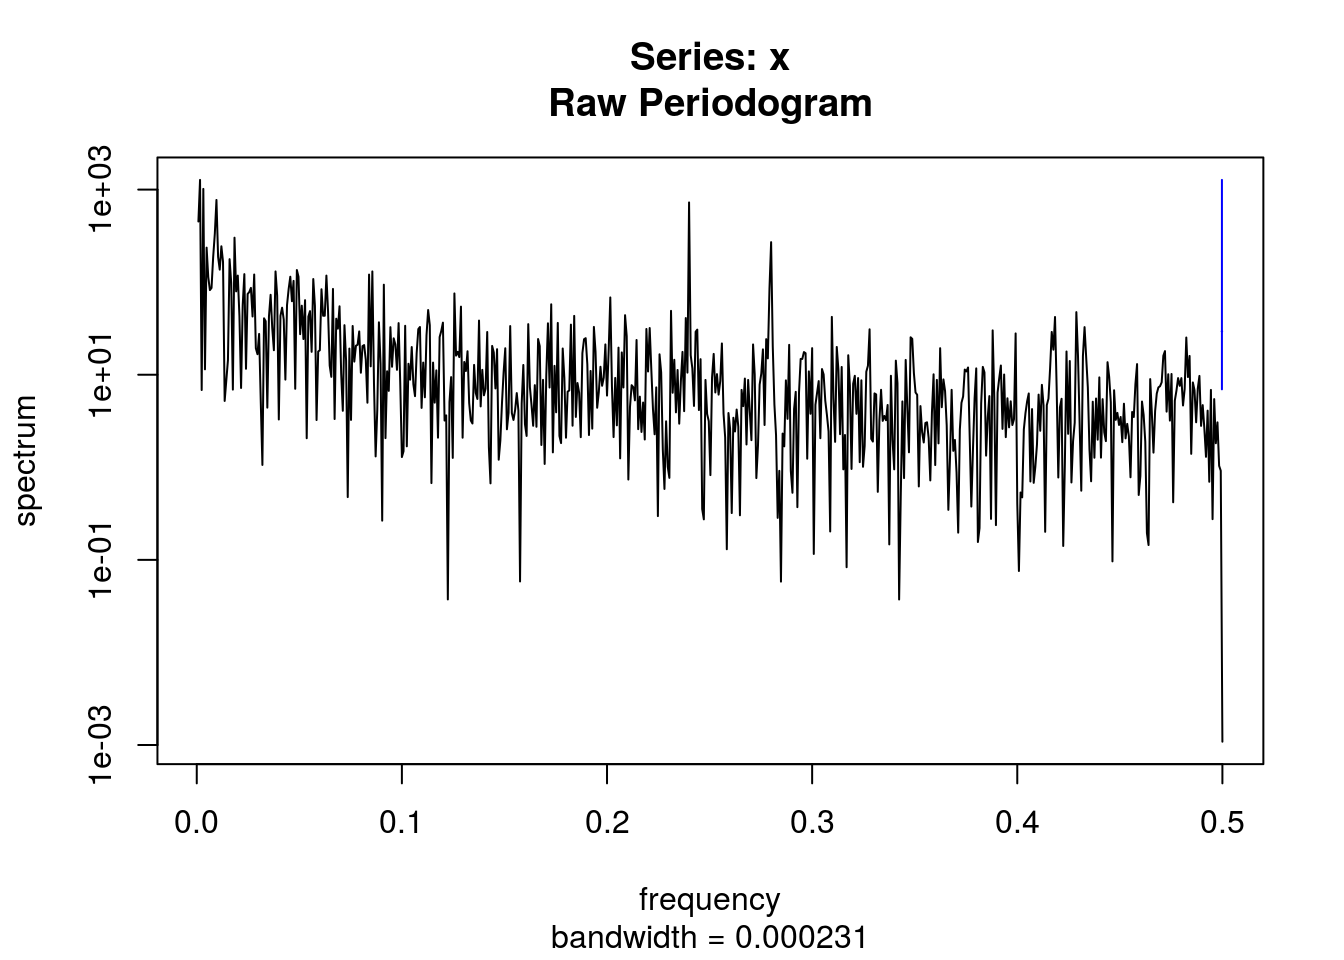 Series: x
Raw Periodogram
1e+03
1e+01
1e-01
1e-03
spectrum
0.0 0.1 0.2 0.3 0.4 0.5
frequency
bandwidth = 0.000231